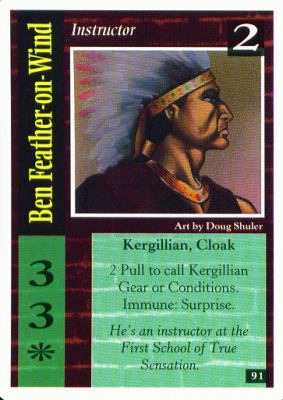 Instructor
2
Ben Feather-on-Wind
Art by Doug Shuler
3
3
*
Kergillian, Cloak
2 Pull to call Kergillian
Gear or Conditions.
Immune: Surprise.
He's an instructor at the
First School of True
Sensation.
91